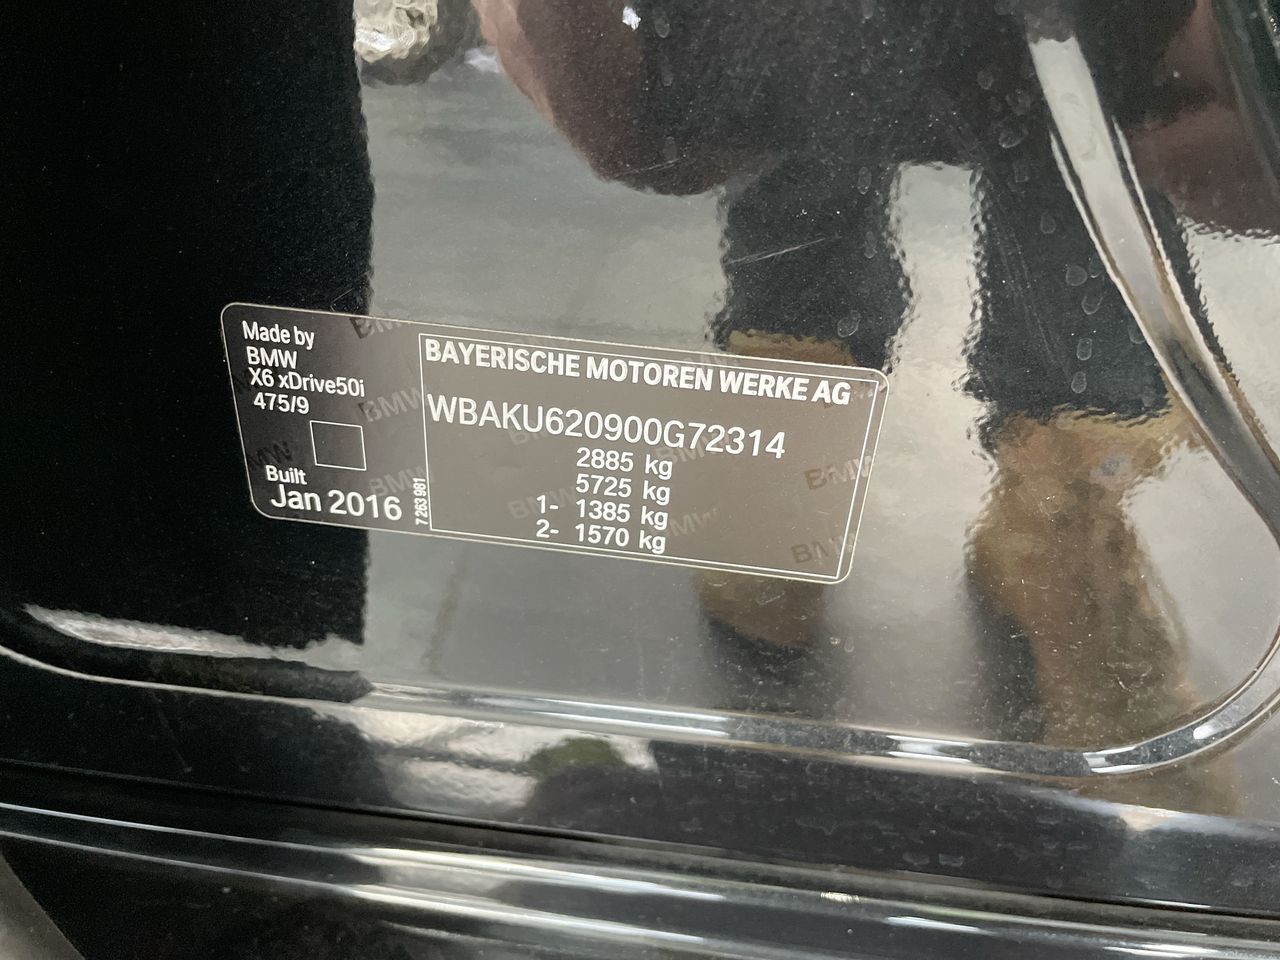 Made by
BMW
X6 xDrive50i
475/9
Built
Jan 2016
7 263 981
BAYERISCHE MOTOREN WERKE AG
WBAKU620900G72314
2885 kg
5725 kg
1- 1385 kg
2- 1570 kg